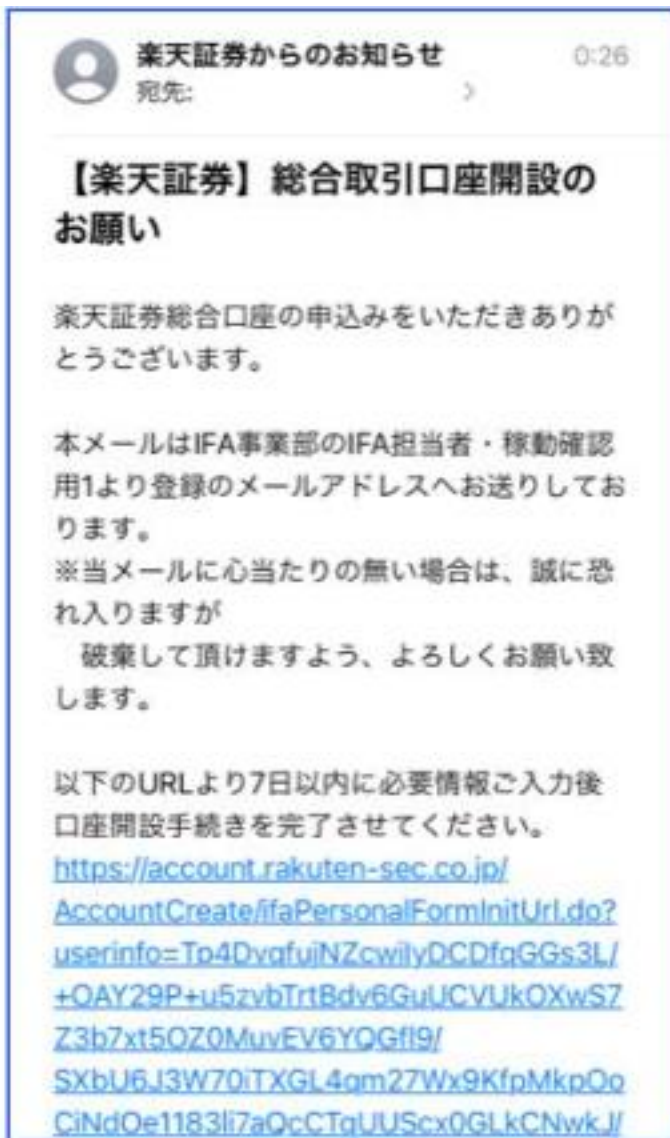 楽天証券からのお知らせ
0:26
宛先:
【楽天証券】総合取引口座開設の
お願い
楽天証券総合口座の申込みをいただきありが
とうございます。
本メールはIFA事業部のIFA担当者・稼動確認
用1より登録のメールアドレスへお送りしてお
ります。
※当メールに心当たりの無い場合は、誠に恐
れ入りますが
破棄して頂けますよう、よろしくお願い致
します。
以下のURLより7日以内に必要情報ご入力後
口座開設手続きを完了させてください。
https://account.rakuten-sec.co.jp/
AccountCreate/ifaPersonalFormInitUrl.do?